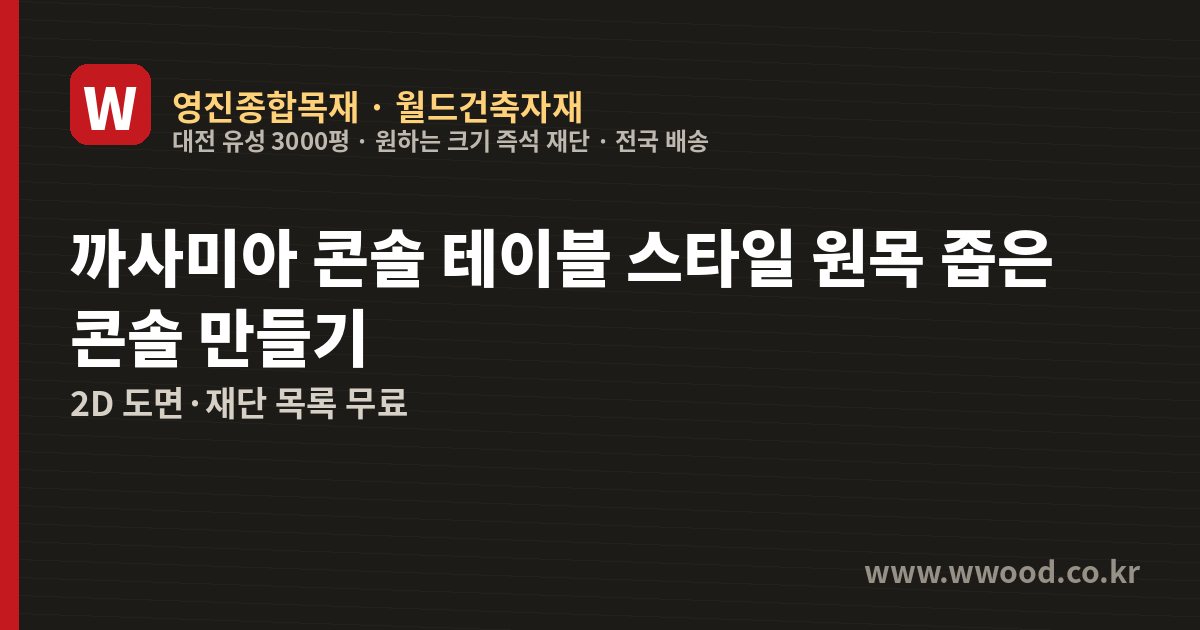 W
영진종합목재 · 월드건축자재
대전 유성 3000평 · 원하는 크기 즉석 재단 · 전국 배송
까사미아 콘솔 테이블 스타일 원목 좁은
콘솔 만들기
2D 도면·재단 목록 무료
www.wwood.co.kr